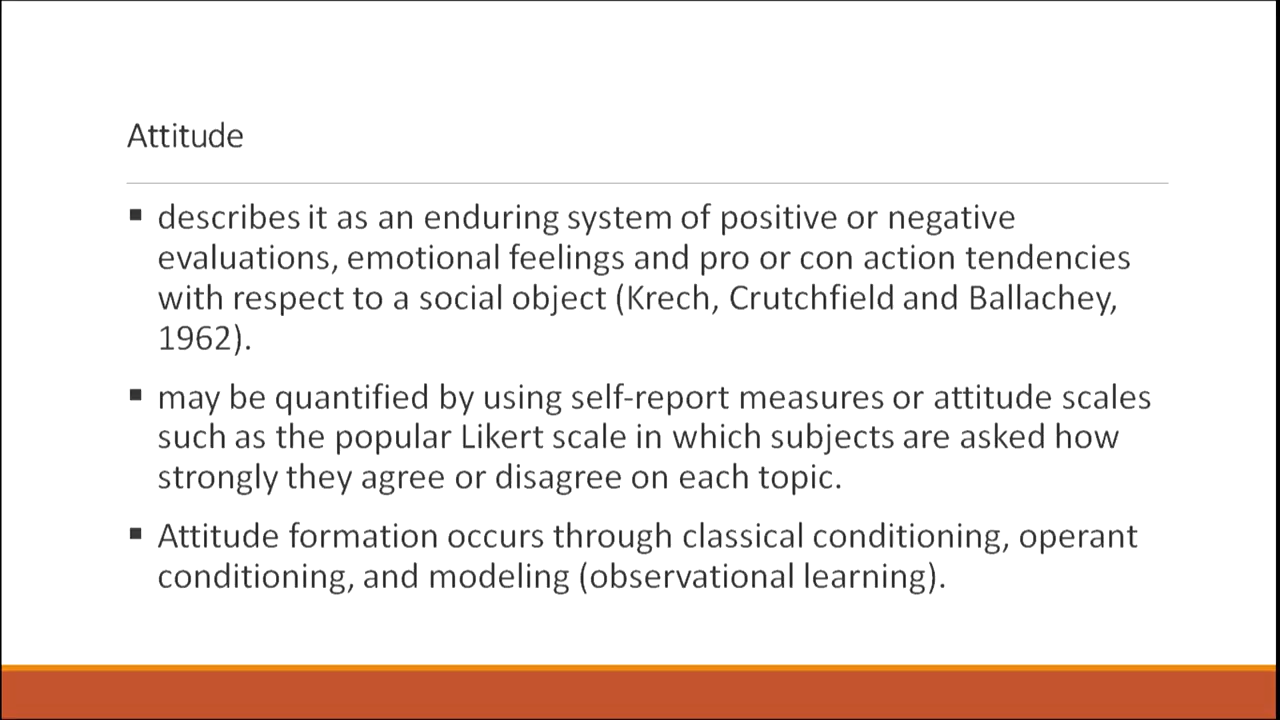 Attitude
▪ describes it as an enduring system of positive or negative
evaluations, emotional feelings and pro or con action tendencies
with respect to a social object (Krech, Crutchfield and Ballachey,
1962).
▪ may be quantified by using self-report measures or attitude scales
such as the popular Likert scale in which subjects are asked how
strongly they agree or disagree on each topic.
▪ Attitude formation occurs through classical conditioning, operant
conditioning, and modeling (observational learning).